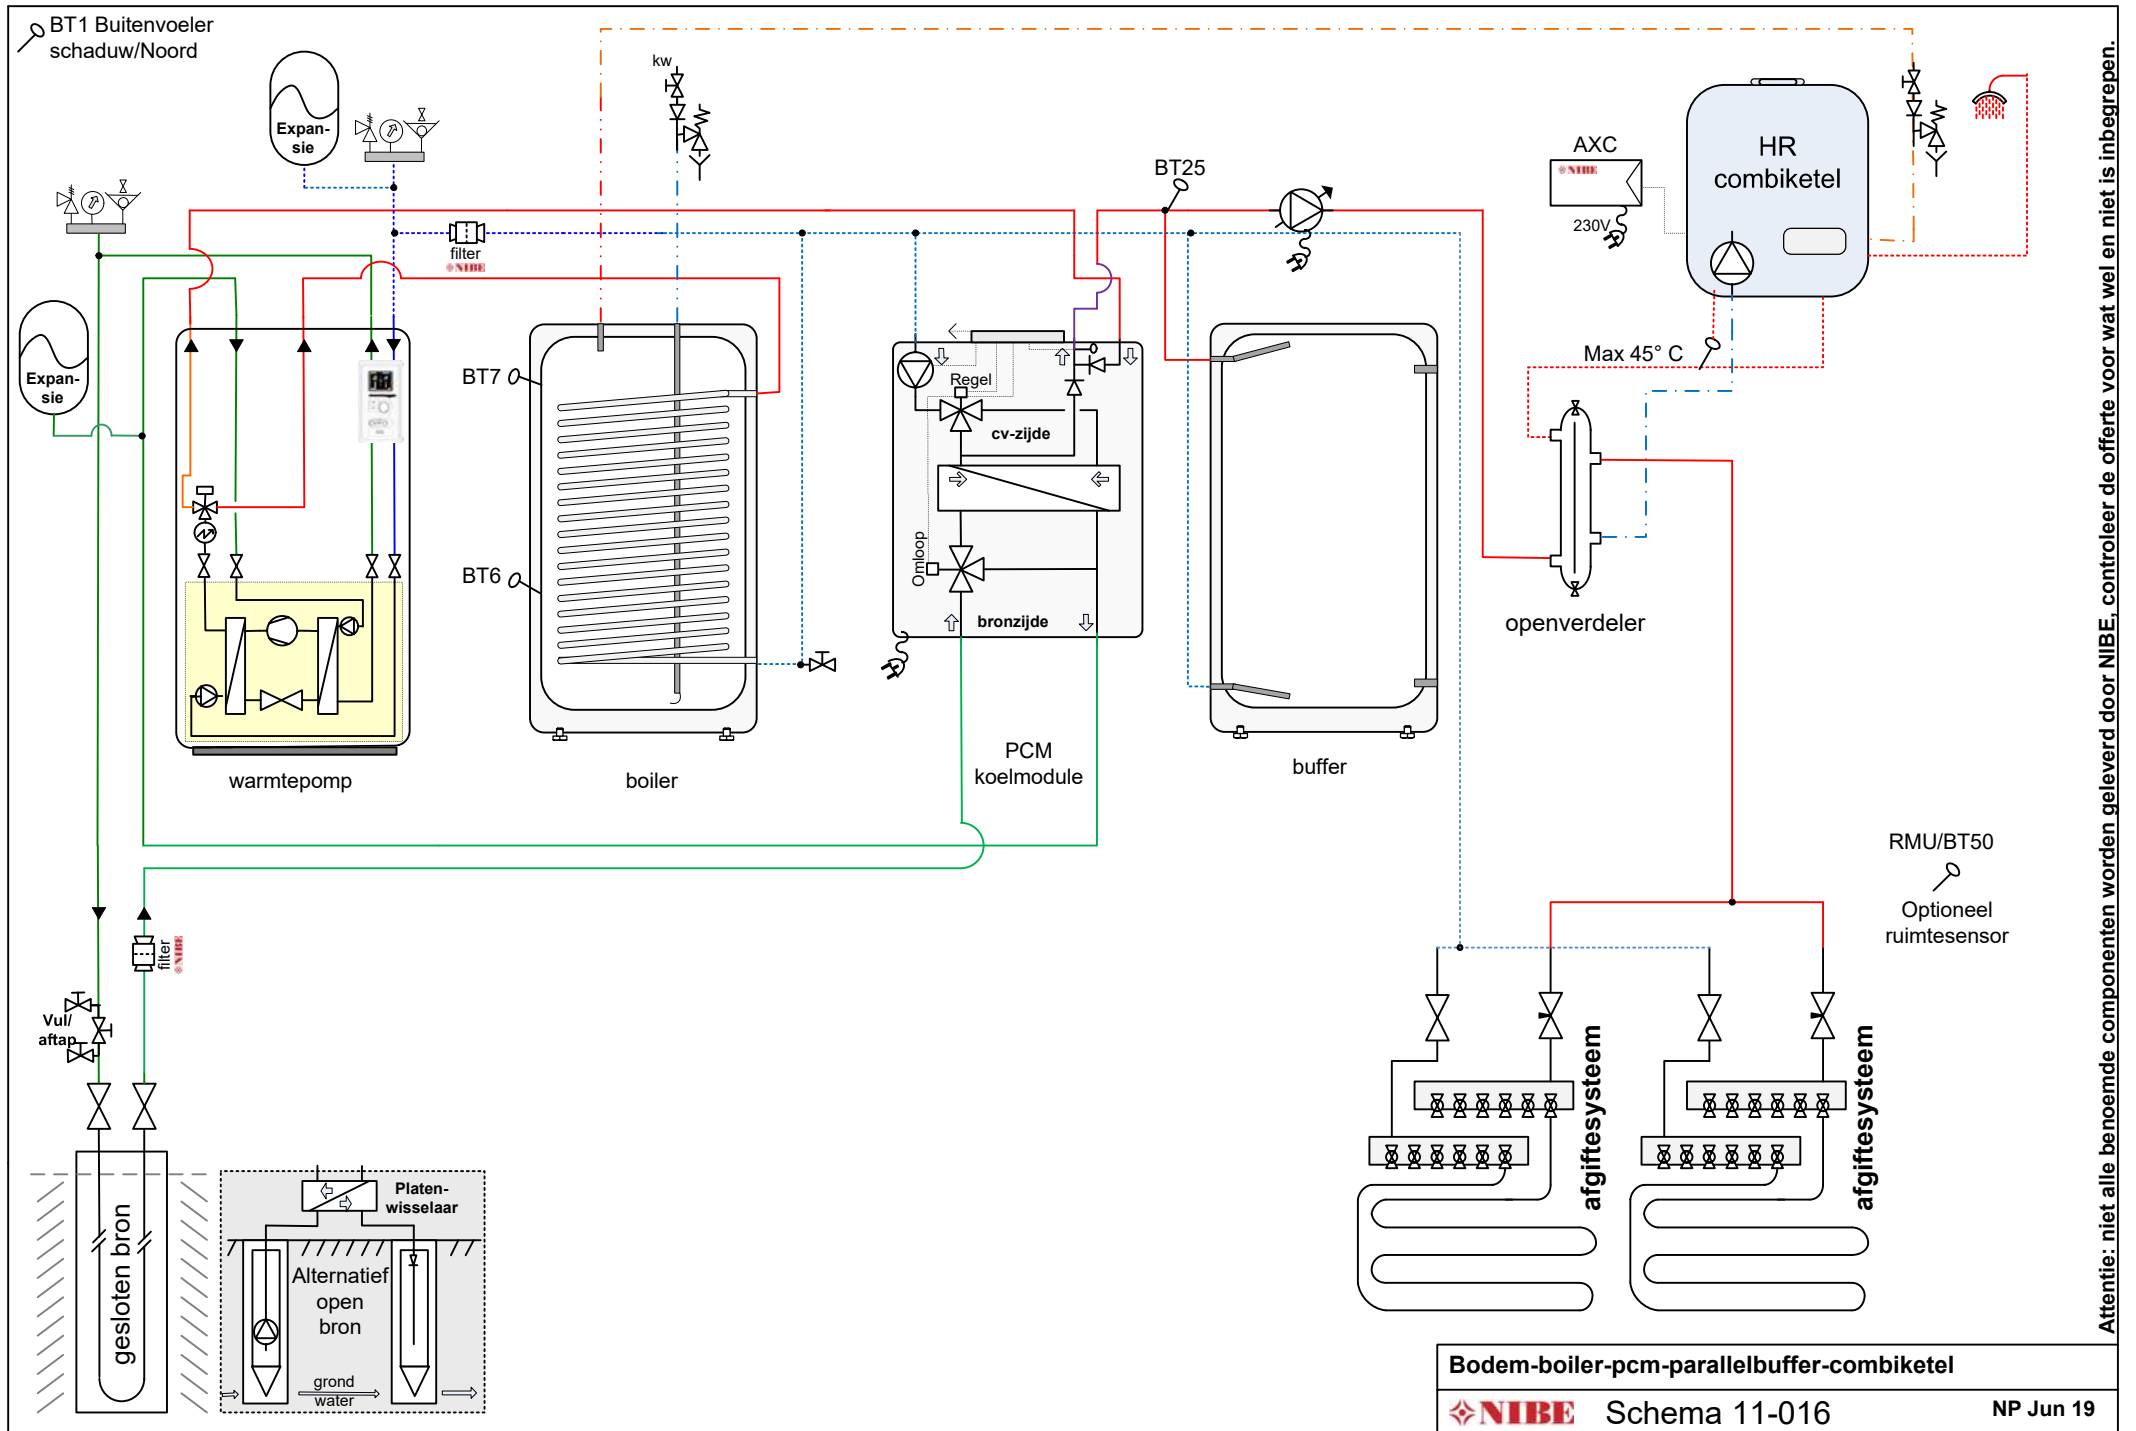 BT1 Buitenvoeler
schaduw/Noord
Expan-
sie
kw
BT25
AXC
NIBE
230V
HR
combiketel
filter
NIBE
Expan-
sie
BT7
BT6
Regel
cv-zijde
Omloop
bronzijde
Max 45° C
openverdeler
warmtepomp
boiler
PCM
koelmodule
buffer
RMU/BT50
Optioneel
ruimtesensor
filter
NIBE
Vul/
aftap
gesloten bron
Platen-
wisselaar
Alternatief
open
bron
grond
water
afgiftesysteem
afgiftesysteem
Attentie: niet alle benoemde componenten worden geleverd door NIBE, controleer de offerte voor wat wel en niet is inbegrepen.
Bodem-boiler-pcm-parallelbuffer-combiketel
NIBE Schema 11-016 NP Jun 19